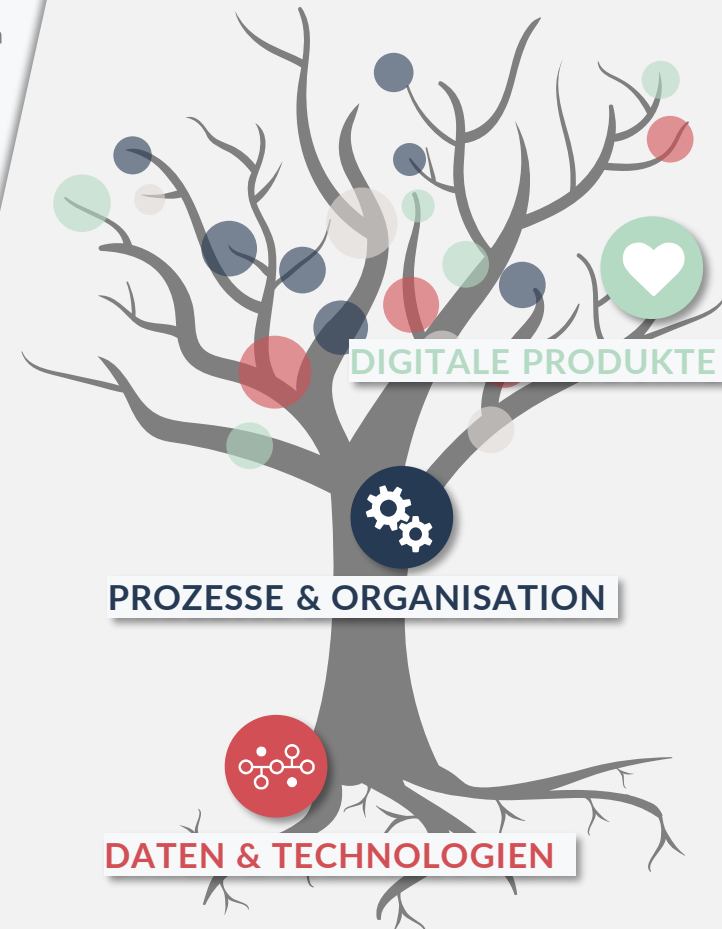 DIGITALE PRODUKTE
PROZESSE & ORGANISATION
DATEN & TECHNOLOGIEN